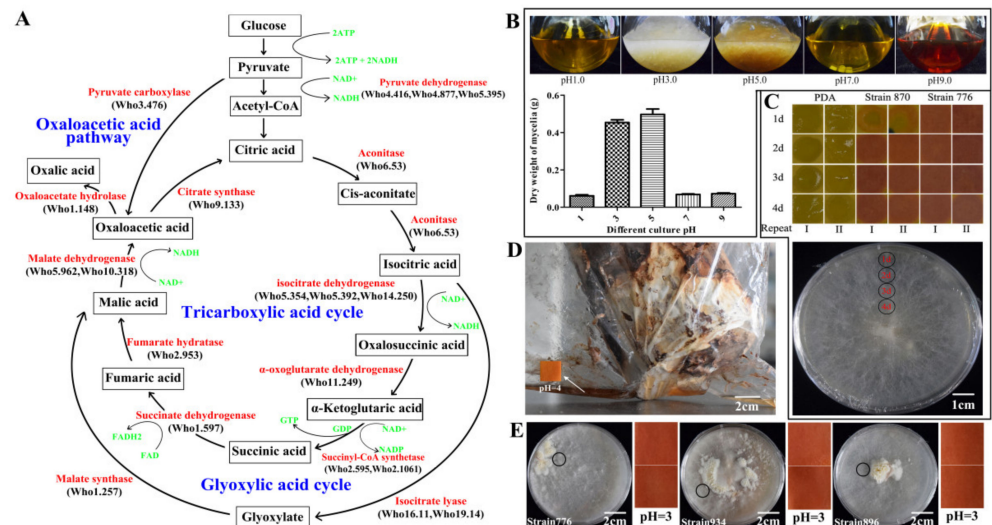 A
Glucose
2ATP
2ATP + 2NADH
Pyruvate
NAD+
NADH
Pyruvate dehydrogenase
(Who4.416,Who4.877,Who5.395)
Pyruvate carboxylase
(Who3.476)
Acetyl-CoA
Oxaloacetic acid
pathway
Citric acid
Aconitase
(Who6.53)
Oxalic acid
Cis-aconitate
Oxaloacetate hydrolase
(Who1.148)
Citrate synthase
(Who9.133)
Oxaloacetic acid
Aconitase
(Who6.53)
Malate dehydrogenase
(Who5.962,Who10.318)
NADH
NAD+
Isocitric acid
isocitrate dehydrogenase
(Who5.354,Who5.392,Who14.250)
Malic acid
Tricarboxylic acid cycle
NAD+
NADH
Fumarate hydratase
(Who2.953)
Oxalosuccinic acid
α-oxoglutarate dehydrogenase
(Who11.249)
Fumaric acid
α-Ketoglutaric acid
Succinate dehydrogenase
(Who1.597)
GTP
GDP
NAD+
NADP
FADH2
FAD
Succinic acid
Succinyl-CoA synthetase
(Who2.595,Who2.1061)
Malate synthase
(Who1.257)
Glyoxylic acid cycle
Isocitrate lyase
(Who16.11,Who19.14)
Glyoxylate
B
pH1.0
pH3.0
pH5.0
pH7.0
pH9.0
Dry weight of mycelia (g)
0.6
0.4
0.2
0.0
1
3
5
7
9
Different culture pH
C
PDA
Strain 870
Strain 776
1d
2d
3d
4d
Repeat
I
II
I
II
I
II
1cm
D
pH=4
2cm
E
Strain776
2cm
pH=3
Strain934
2cm
pH=3
Strain896
2cm
pH=3